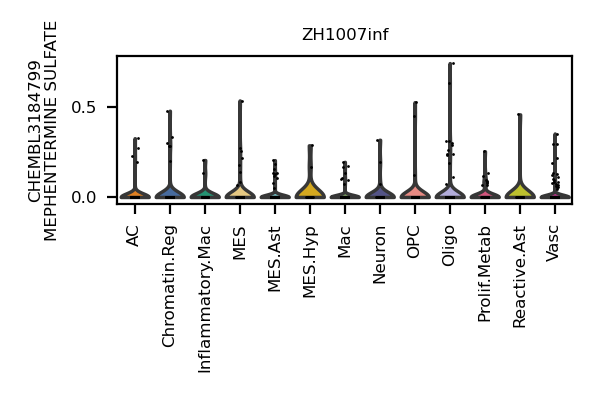 ZH1007inf
CHEMBL3184799
MEPHENTERMINE SULFATE
0.5
0.0
AC
Chromatin.Reg
Inflammatory.Mac
MES
MES.Ast
MES.Hyp
Mac
Neuron
OPC
Oligo
Prolif.Metab
Reactive.Ast
Vasc